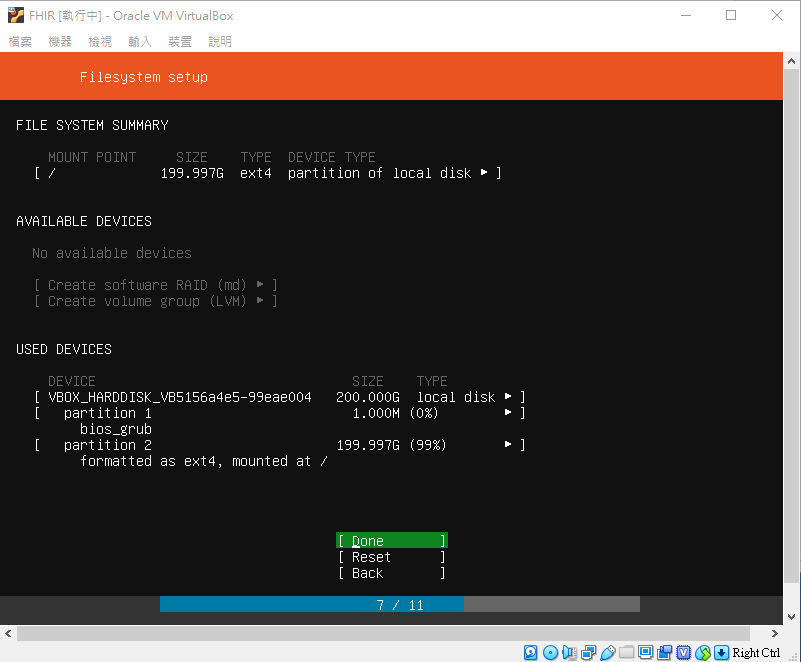 FHIR [執行中] - Oracle VM VirtualBox
檔案 機器 檢視 輸入 裝置 說明
Filesystem setup
FILE SYSTEM SUMMARY
MOUNT POINT SIZE TYPE DEVICE TYPE
[ / 199.997G ext4 partition of local disk ▸ ]
AVAILABLE DEVICES
No available devices
[ Create software RAID (md) ▸ ]
[ Create volume group (LVM) ▸ ]
USED DEVICES
DEVICE SIZE TYPE
[ VBOX_HARDDISK_VB5156a4e5-99eae004 200.000G local disk ▸ ]
[ partition 1 1.000M (0%) ▸ ]
bios_grub
[ partition 2 199.997G (99%) ▸ ]
formatted as ext4, mounted at /
[ Done ]
[ Reset ]
[ Back ]
7 / 11
Right Ctrl